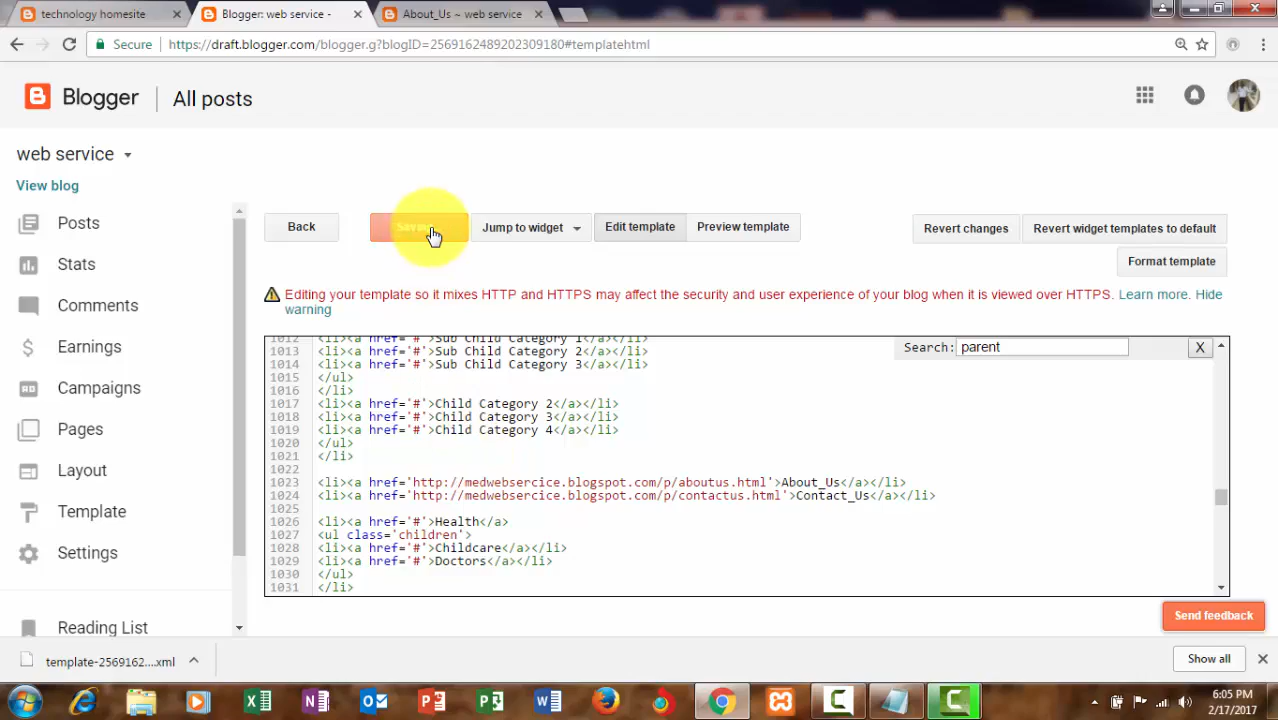 technology homesite
Blogger: web service -
About_Us ~ web service
Secure
https://draft.blogger.com/blogger.g?blogID=2569162489202309180#templatehtml
Blogger
All posts
web service
View blog
Posts
Stats
Comments
Earnings
Campaigns
Pages
Layout
Template
Settings
Reading List
Back
Jump to widget
Edit template
Preview template
Revert changes
Revert widget templates to default
Format template
Editing your template so it mixes HTTP and HTTPS may affect the security and user experience of your blog when it is viewed over HTTPS. Learn more. Hide
warning
Search: parent X
1012 <li><a href='#'>Sub Child Category 1</a></li>
1013 <li><a href='#'>Sub Child Category 2</a></li>
1014 <li><a href='#'>Sub Child Category 3</a></li>
1015 </ul>
1016 </li>
1017 <li><a href='#'>Child Category 2</a></li>
1018 <li><a href='#'>Child Category 3</a></li>
1019 <li><a href='#'>Child Category 4</a></li>
1020 </ul>
1021 </li>
1022
1023 <li><a href='http://medwebsercice.blogspot.com/p/aboutus.html'>About_Us</a></li>
1024 <li><a href='http://medwebsercice.blogspot.com/p/contactus.html'>Contact_Us</a></li>
1025
1026 <li><a href='#'>Health</a>
1027 <ul class='children'>
1028 <li><a href='#'>Childcare</a></li>
1029 <li><a href='#'>Doctors</a></li>
1030 </ul>
1031 </li>
Send feedback
template-2569162....xml
Show all
6:05 PM
2/17/2017